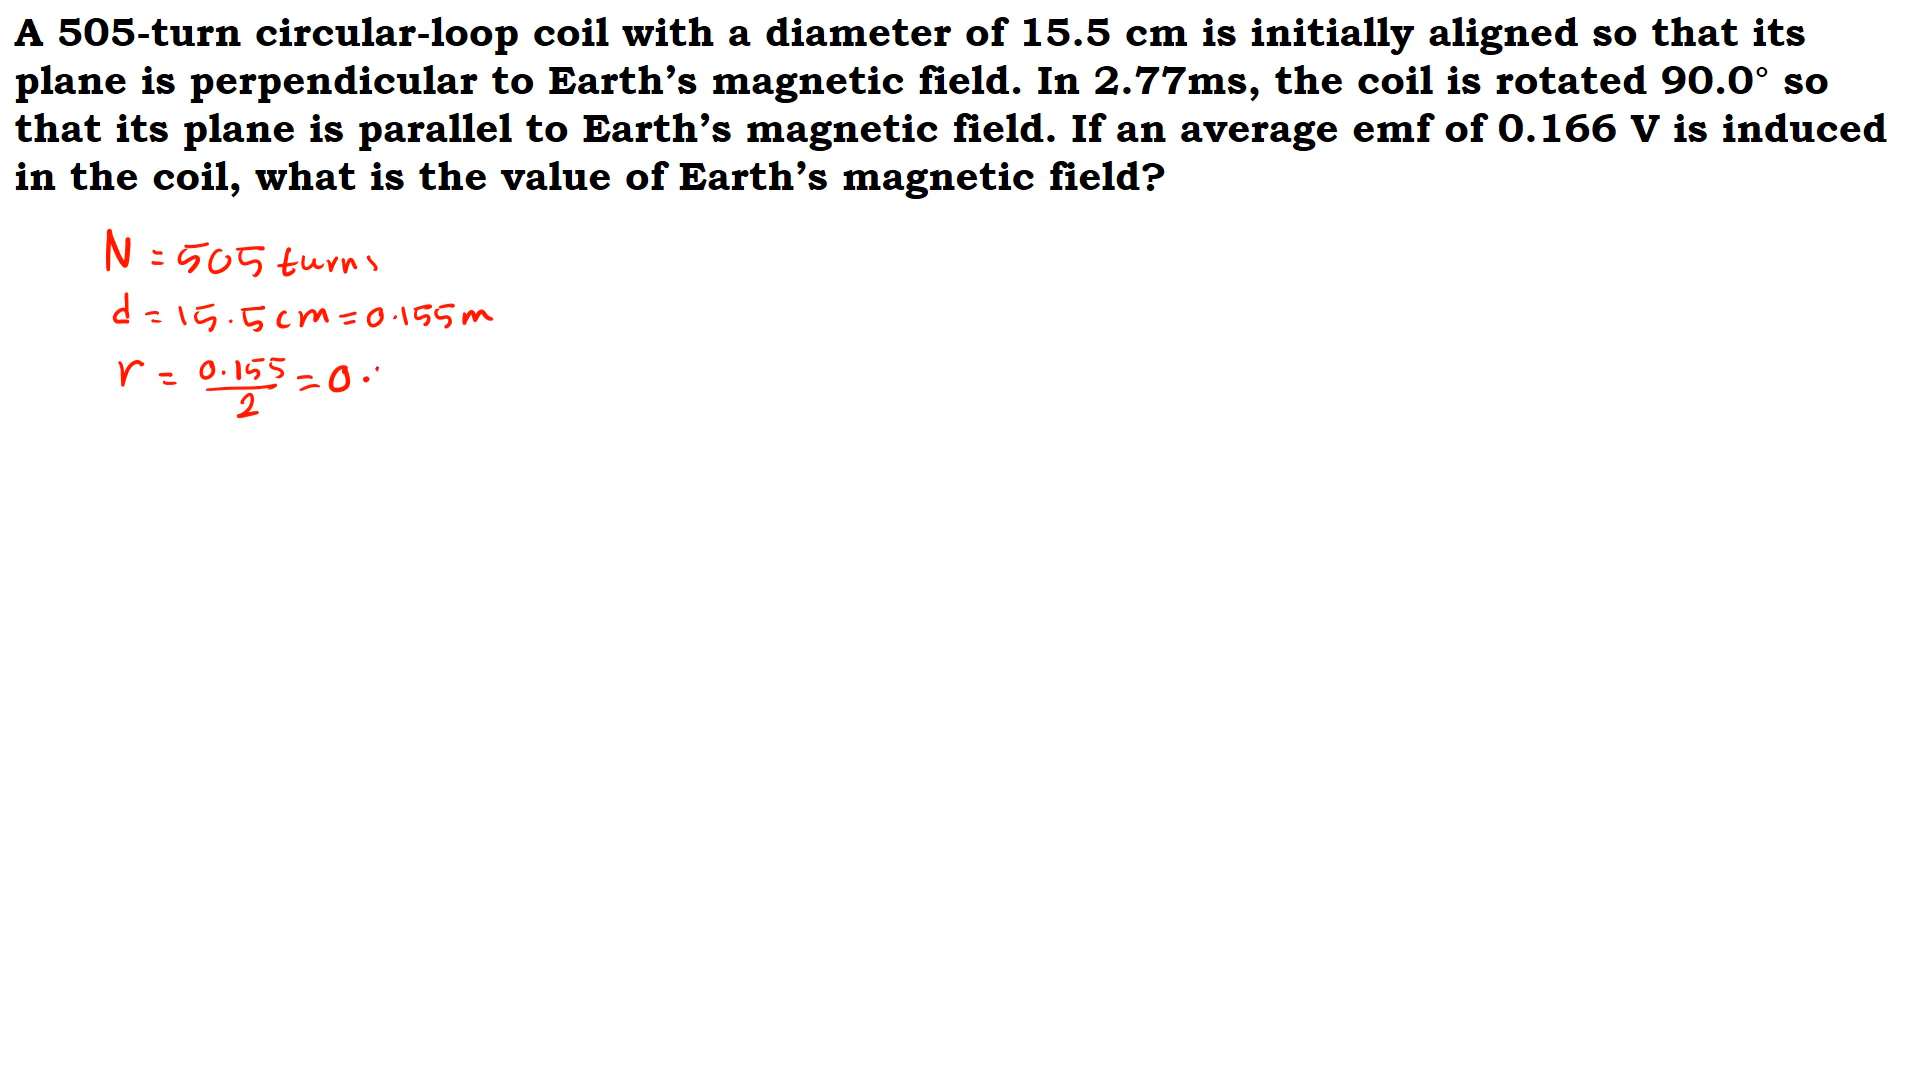 A 505-turn circular-loop coil with a diameter of 15.5 cm is initially aligned so that its
plane is perpendicular to Earth’s magnetic field. In 2.77ms, the coil is rotated 90.0° so
that its plane is parallel to Earth’s magnetic field. If an average emf of 0.166 V is induced
in the coil, what is the value of Earth’s magnetic field?
N = 505 turns
d = 15.5 cm = 0.155 m
r = 0.155/2 = 0.